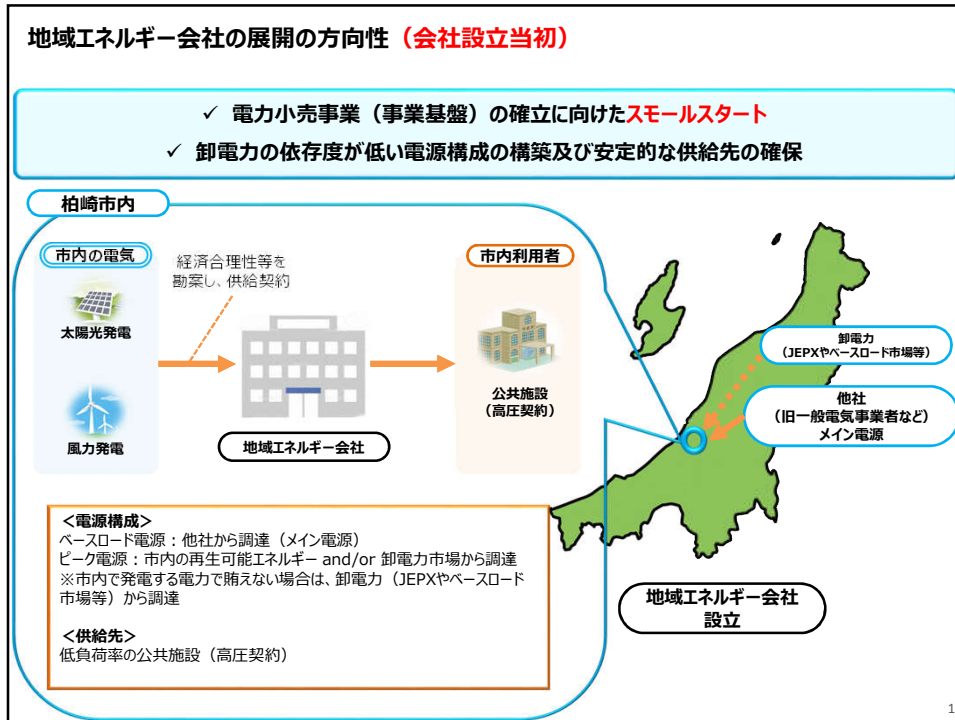 地域エネルギー会社の展開の方向性（会社設立当初）
✓ 電力小売事業（事業基盤）の確立に向けたスモールスタート
✓ 卸電力の依存度が低い電源構成の構築及び安定的な供給先の確保
柏崎市内
市内の電気
太陽光発電
風力発電
経済合理性等を
勘案し、供給契約
地域エネルギー会社
市内利用者
公共施設
（高圧契約）
卸電力
（JEPXやベースロード市場等）
他社
（旧一般電気事業者など）
メイン電源
地域エネルギー会社
設立
＜電源構成＞
ベースロード電源：他社から調達（メイン電源）
ピーク電源：市内の再生可能エネルギー and/or 卸電力市場から調達
※市内で発電する電力で賄えない場合は、卸電力（JEPXやベースロード
市場等）から調達
＜供給先＞
低負荷率の公共施設（高圧契約）
1